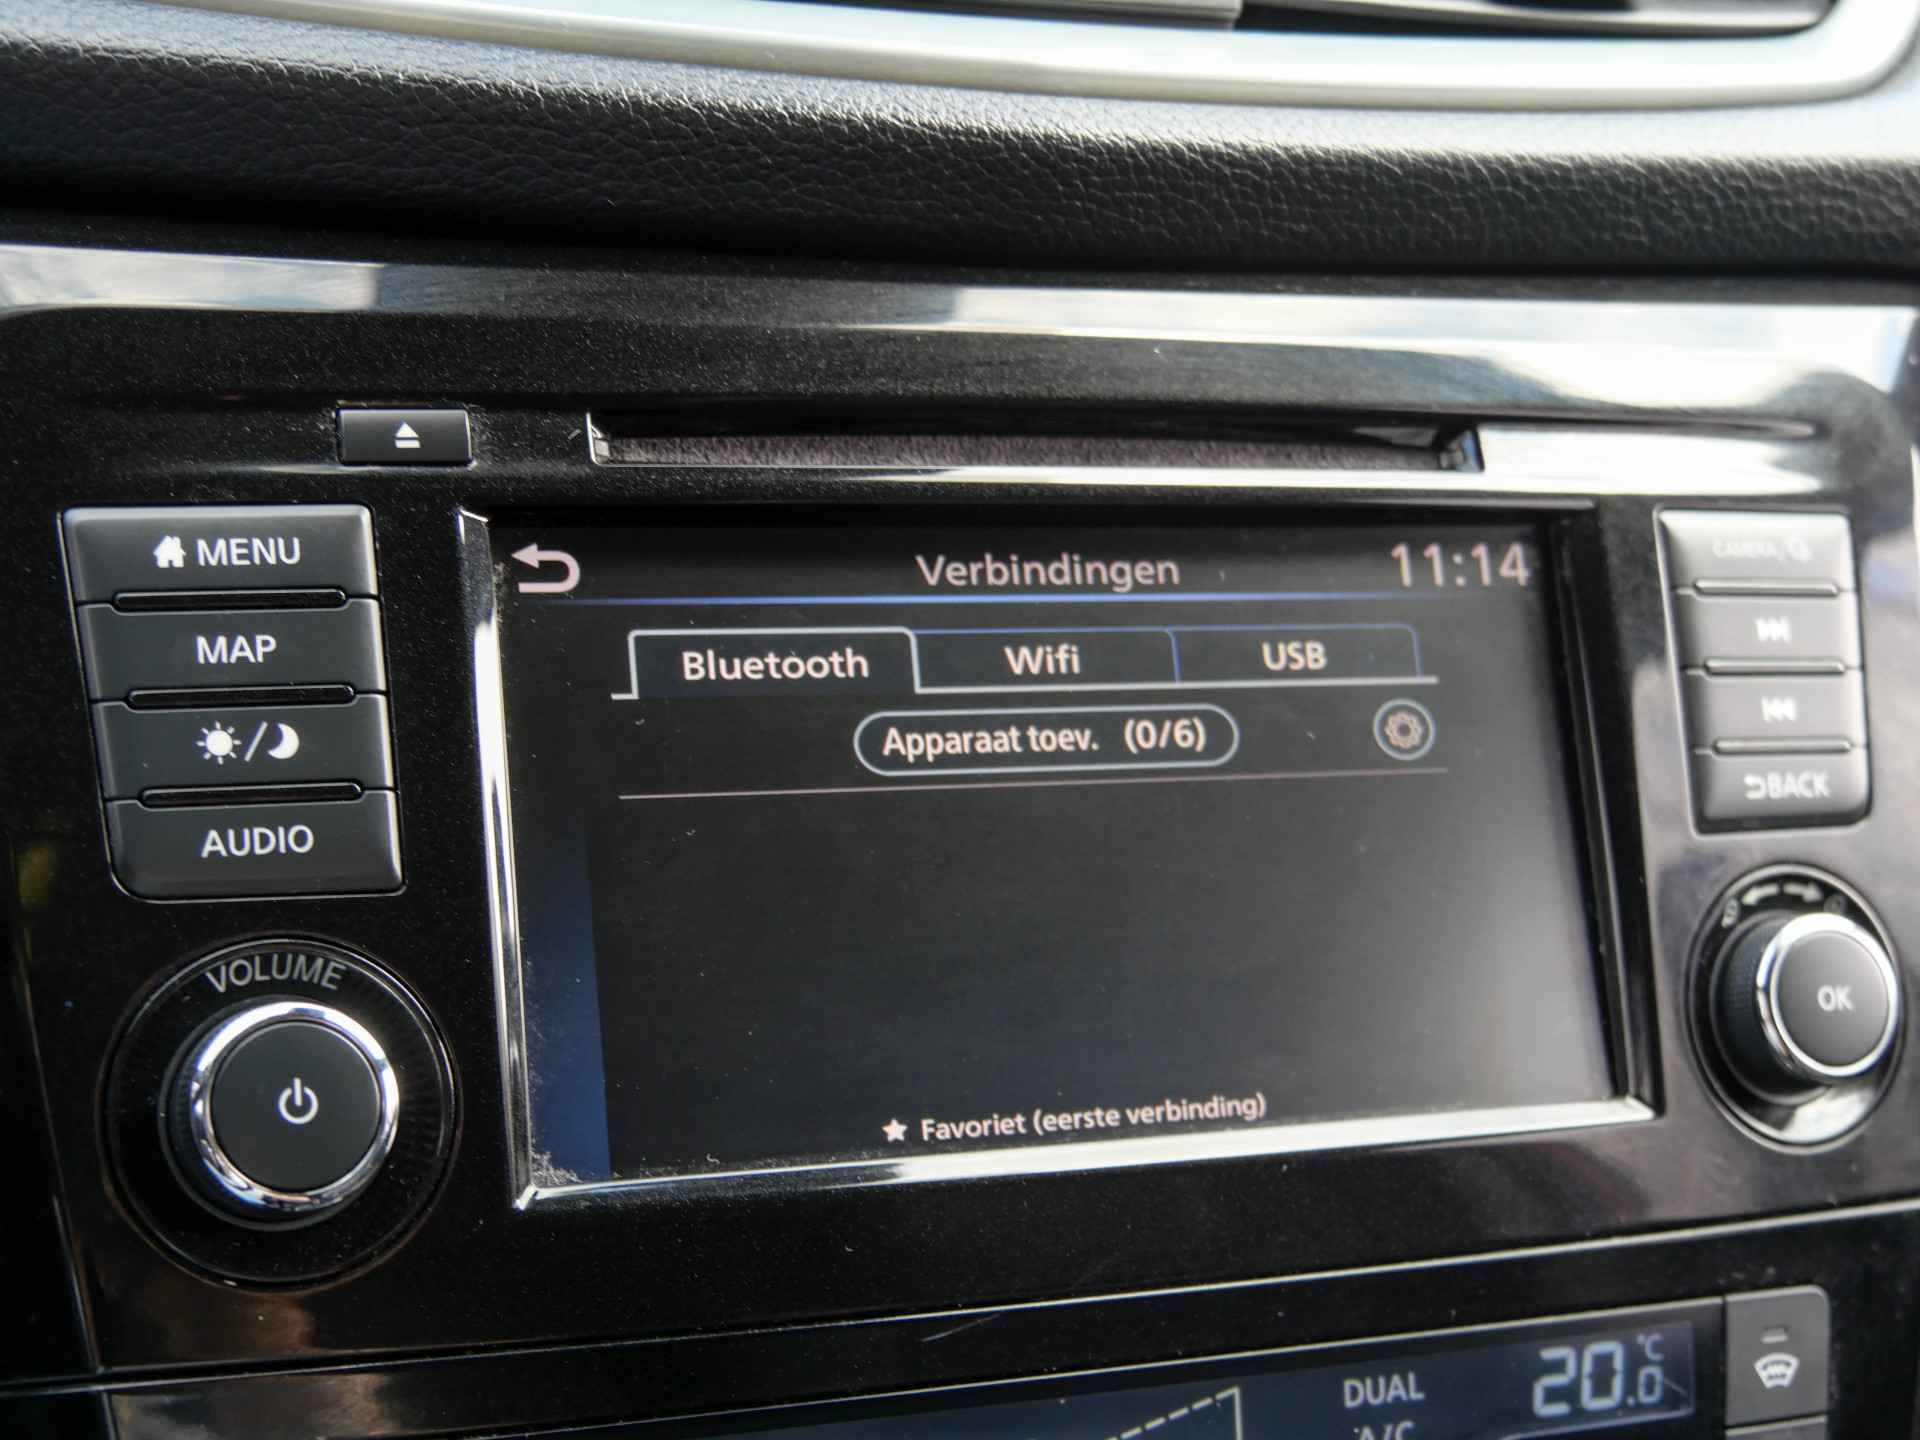 MENU
MAP
AUDIO
VOLUME
Verbindingen 11:14
Bluetooth Wifi USB
Apparaat toev. (0/6)
★ Favoriet (eerste verbinding)
CAMERA/
BACK
OK
DUAL 20.0 °C
A/C